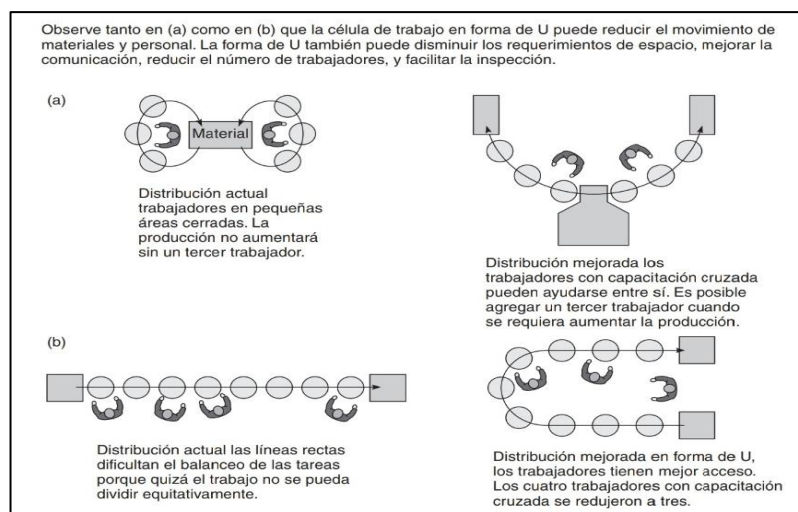 Observe tanto en (a) como en (b) que la célula de trabajo en forma de U puede reducir el movimiento de
materiales y personal. La forma de U también puede disminuir los requerimientos de espacio, mejorar la
comunicación, reducir el número de trabajadores, y facilitar la inspección.
(a)
Material
Distribución actual
trabajadores en pequeñas
áreas cerradas. La
producción no aumentará
sin un tercer trabajador.
Distribución mejorada los
trabajadores con capacitación cruzada
pueden ayudarse entre sí. Es posible
agregar un tercer trabajador cuando
se requiera aumentar la producción.
(b)
Distribución actual las líneas rectas
dificultan el balanceo de las tareas
porque quizá el trabajo no se pueda
dividir equitativamente.
Distribución mejorada en forma de U,
los trabajadores tienen mejor acceso.
Los cuatro trabajadores con capacitación
cruzada se redujeron a tres.